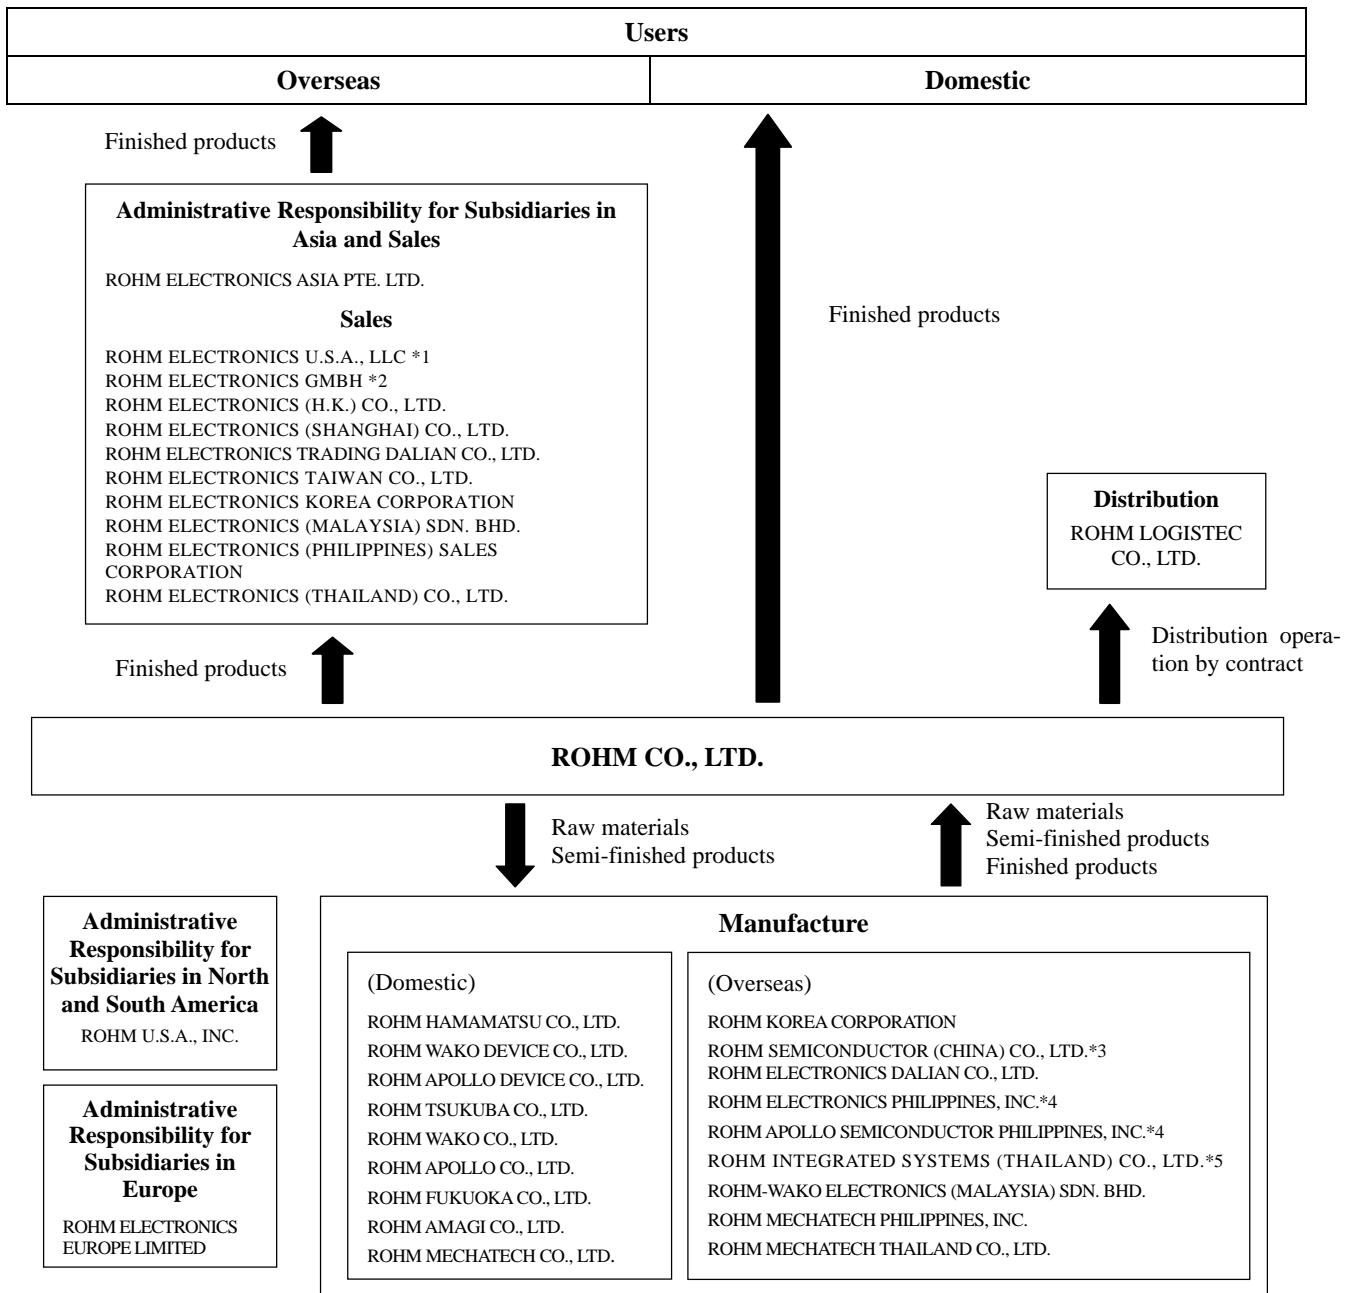 Users
Overseas
Domestic
Finished products
Administrative Responsibility for Subsidiaries in
Asia and Sales
ROHM ELECTRONICS ASIA PTE. LTD.
Sales
ROHM ELECTRONICS U.S.A., LLC *1
ROHM ELECTRONICS GMBH *2
ROHM ELECTRONICS (H.K.) CO., LTD.
ROHM ELECTRONICS (SHANGHAI) CO., LTD.
ROHM ELECTRONICS TRADING DALIAN CO., LTD.
ROHM ELECTRONICS TAIWAN CO., LTD.
ROHM ELECTRONICS KOREA CORPORATION
ROHM ELECTRONICS (MALAYSIA) SDN. BHD.
ROHM ELECTRONICS (PHILIPPINES) SALES
CORPORATION
ROHM ELECTRONICS (THAILAND) CO., LTD.
Finished products
Finished products
Distribution
ROHM LOGISTEC
CO., LTD.
Distribution opera-
tion by contract
ROHM CO., LTD.
Raw materials
Semi-finished products
Raw materials
Semi-finished products
Finished products
Administrative
Responsibility for
Subsidiaries in North
and South America
ROHM U.S.A., INC.
Administrative
Responsibility for
Subsidiaries in
Europe
ROHM ELECTRONICS
EUROPE LIMITED
Manufacture
(Domestic)
ROHM HAMAMATSU CO., LTD.
ROHM WAKO DEVICE CO., LTD.
ROHM APOLLO DEVICE CO., LTD.
ROHM TSUKUBA CO., LTD.
ROHM WAKO CO., LTD.
ROHM APOLLO CO., LTD.
ROHM FUKUOKA CO., LTD.
ROHM AMAGI CO., LTD.
ROHM MECHATECH CO., LTD.
(Overseas)
ROHM KOREA CORPORATION
ROHM SEMICONDUCTOR (CHINA) CO., LTD.*3
ROHM ELECTRONICS DALIAN CO., LTD.
ROHM ELECTRONICS PHILIPPINES, INC.*4
ROHM APOLLO SEMICONDUCTOR PHILIPPINES, INC.*4
ROHM INTEGRATED SYSTEMS (THAILAND) CO., LTD.*5
ROHM-WAKO ELECTRONICS (MALAYSIA) SDN. BHD.
ROHM MECHATECH PHILIPPINES, INC.
ROHM MECHATECH THAILAND CO., LTD.